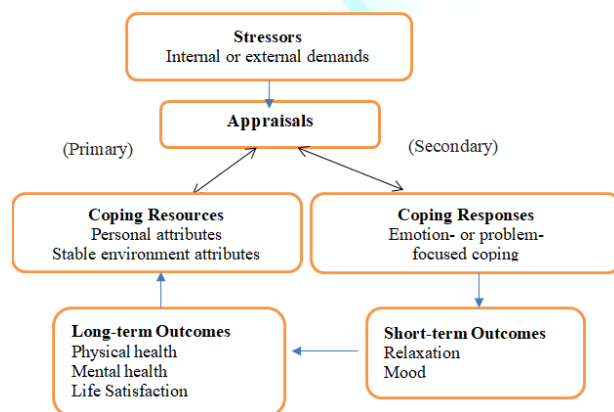 Stressors
Internal or external demands
Appraisals
(Primary)
(Secondary)
Coping Resources
Personal attributes
Stable environment attributes
Coping Responses
Emotion- or problem-
focused coping
Long-term Outcomes
Physical health
Mental health
Life Satisfaction
Short-term Outcomes
Relaxation
Mood